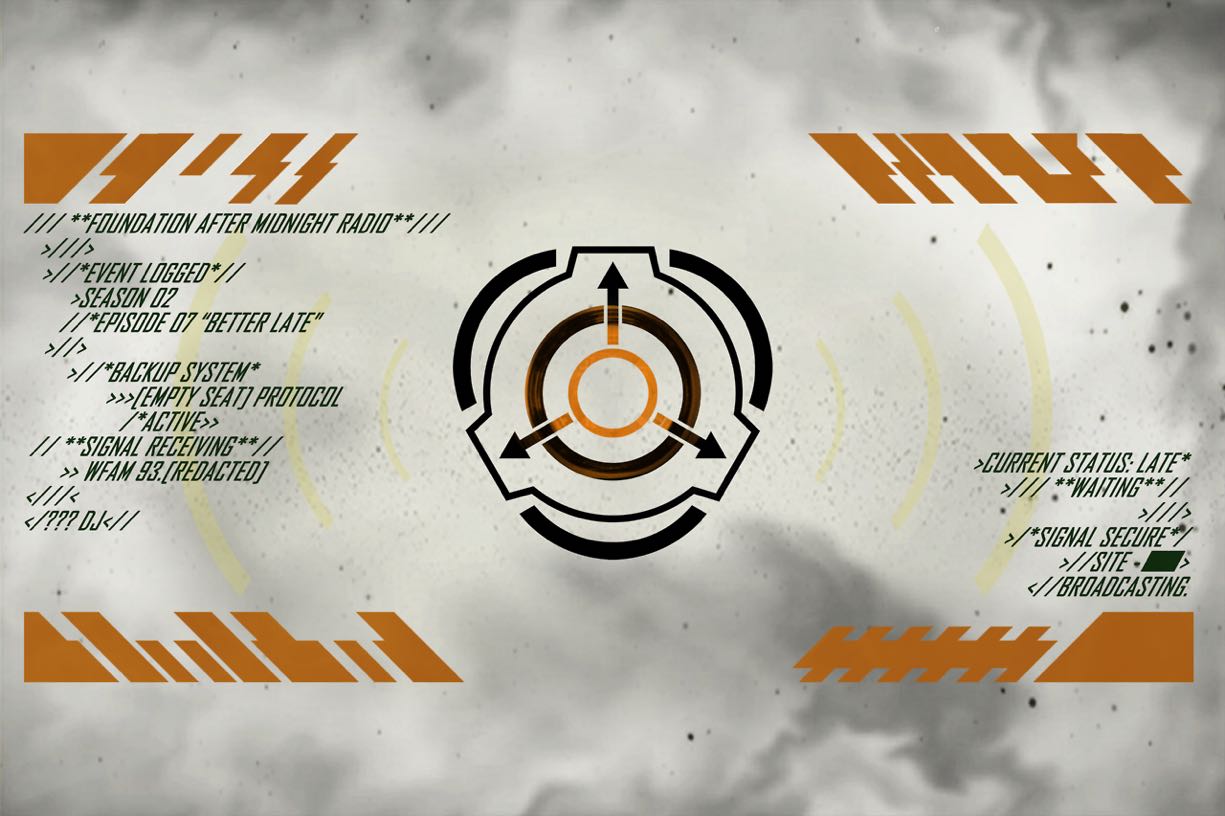 /// **FOUNDATION AFTER MIDNIGHT RADIO**///
>///>
>//*EVENT LOGGED*//
>SEASON 02
//*EPISODE 07 "BETTER LATE"
>//>
>//*BACKUP SYSTEM*
>>>[EMPTY SEAT] PROTOCOL
/*ACTIVE>>
// **SIGNAL RECEIVING**//
>> WFAM 93.[REDACTED]
<///<
</??? DJ<//
>CURRENT STATUS: LATE*
>/// **WAITING**//
>///>
>/*SIGNAL SECURE*/
>//SITE - >
<//BROADCASTING.